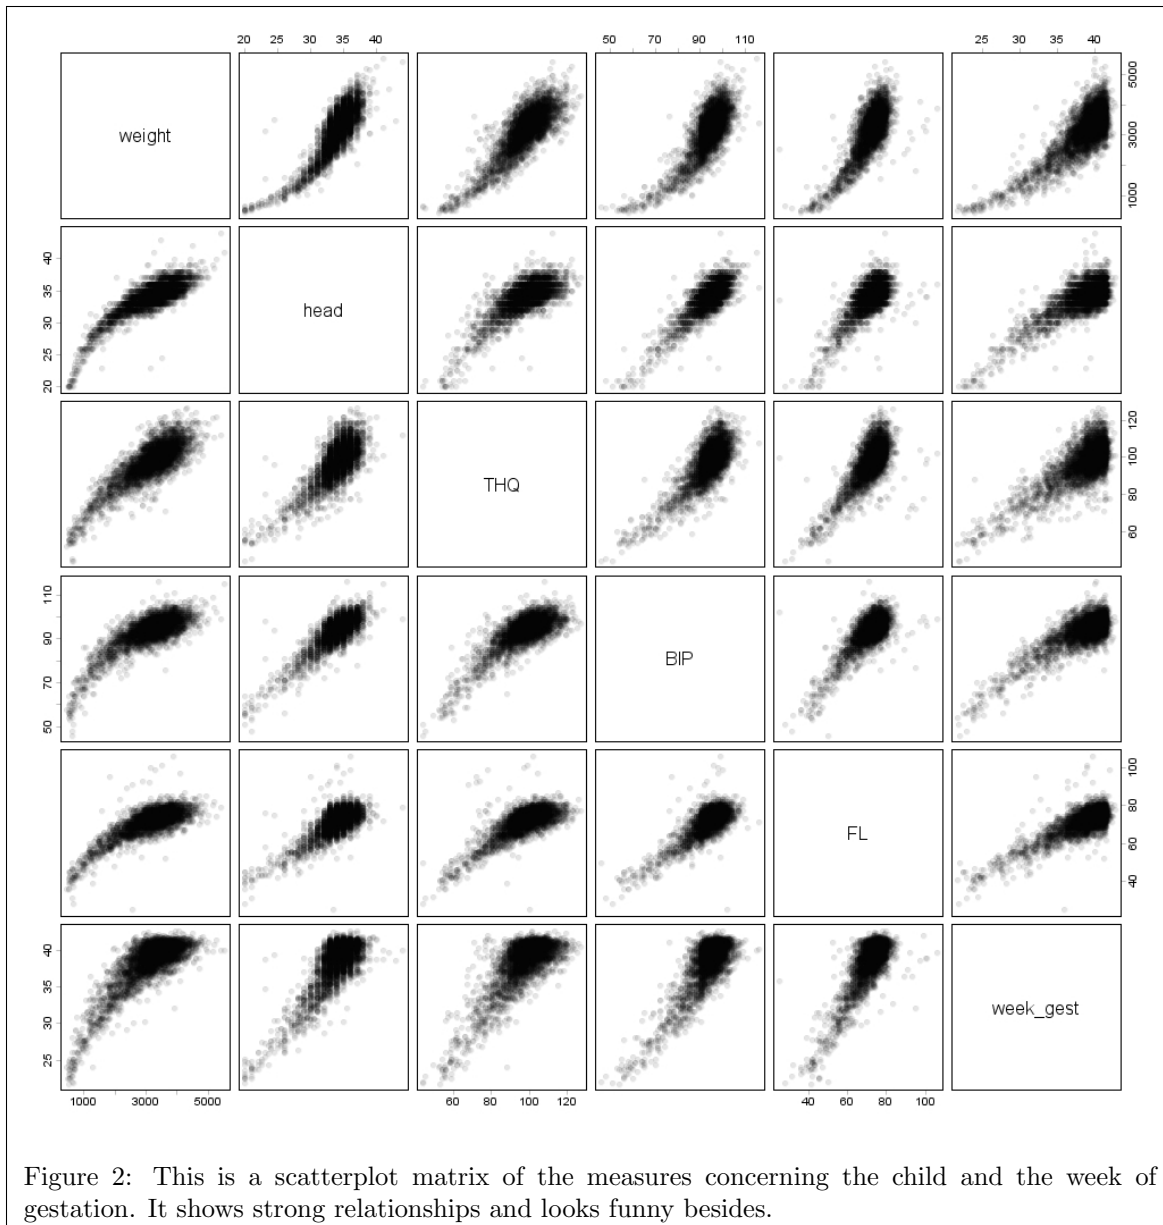 20 25 30 35 40
50 70 90 110
25 30 35 40
weight
1000 3000 5000
20 25 30 35 40
head
THQ
60 80 100 120
50 70 90 110
BIP
FL
40 60 80 100
25 30 35 40
week_gest
1000 3000 5000
60 80 100 120
40 60 80 100
Figure 2: This is a scatterplot matrix of the measures concerning the child and the week of
gestation. It shows strong relationships and looks funny besides.